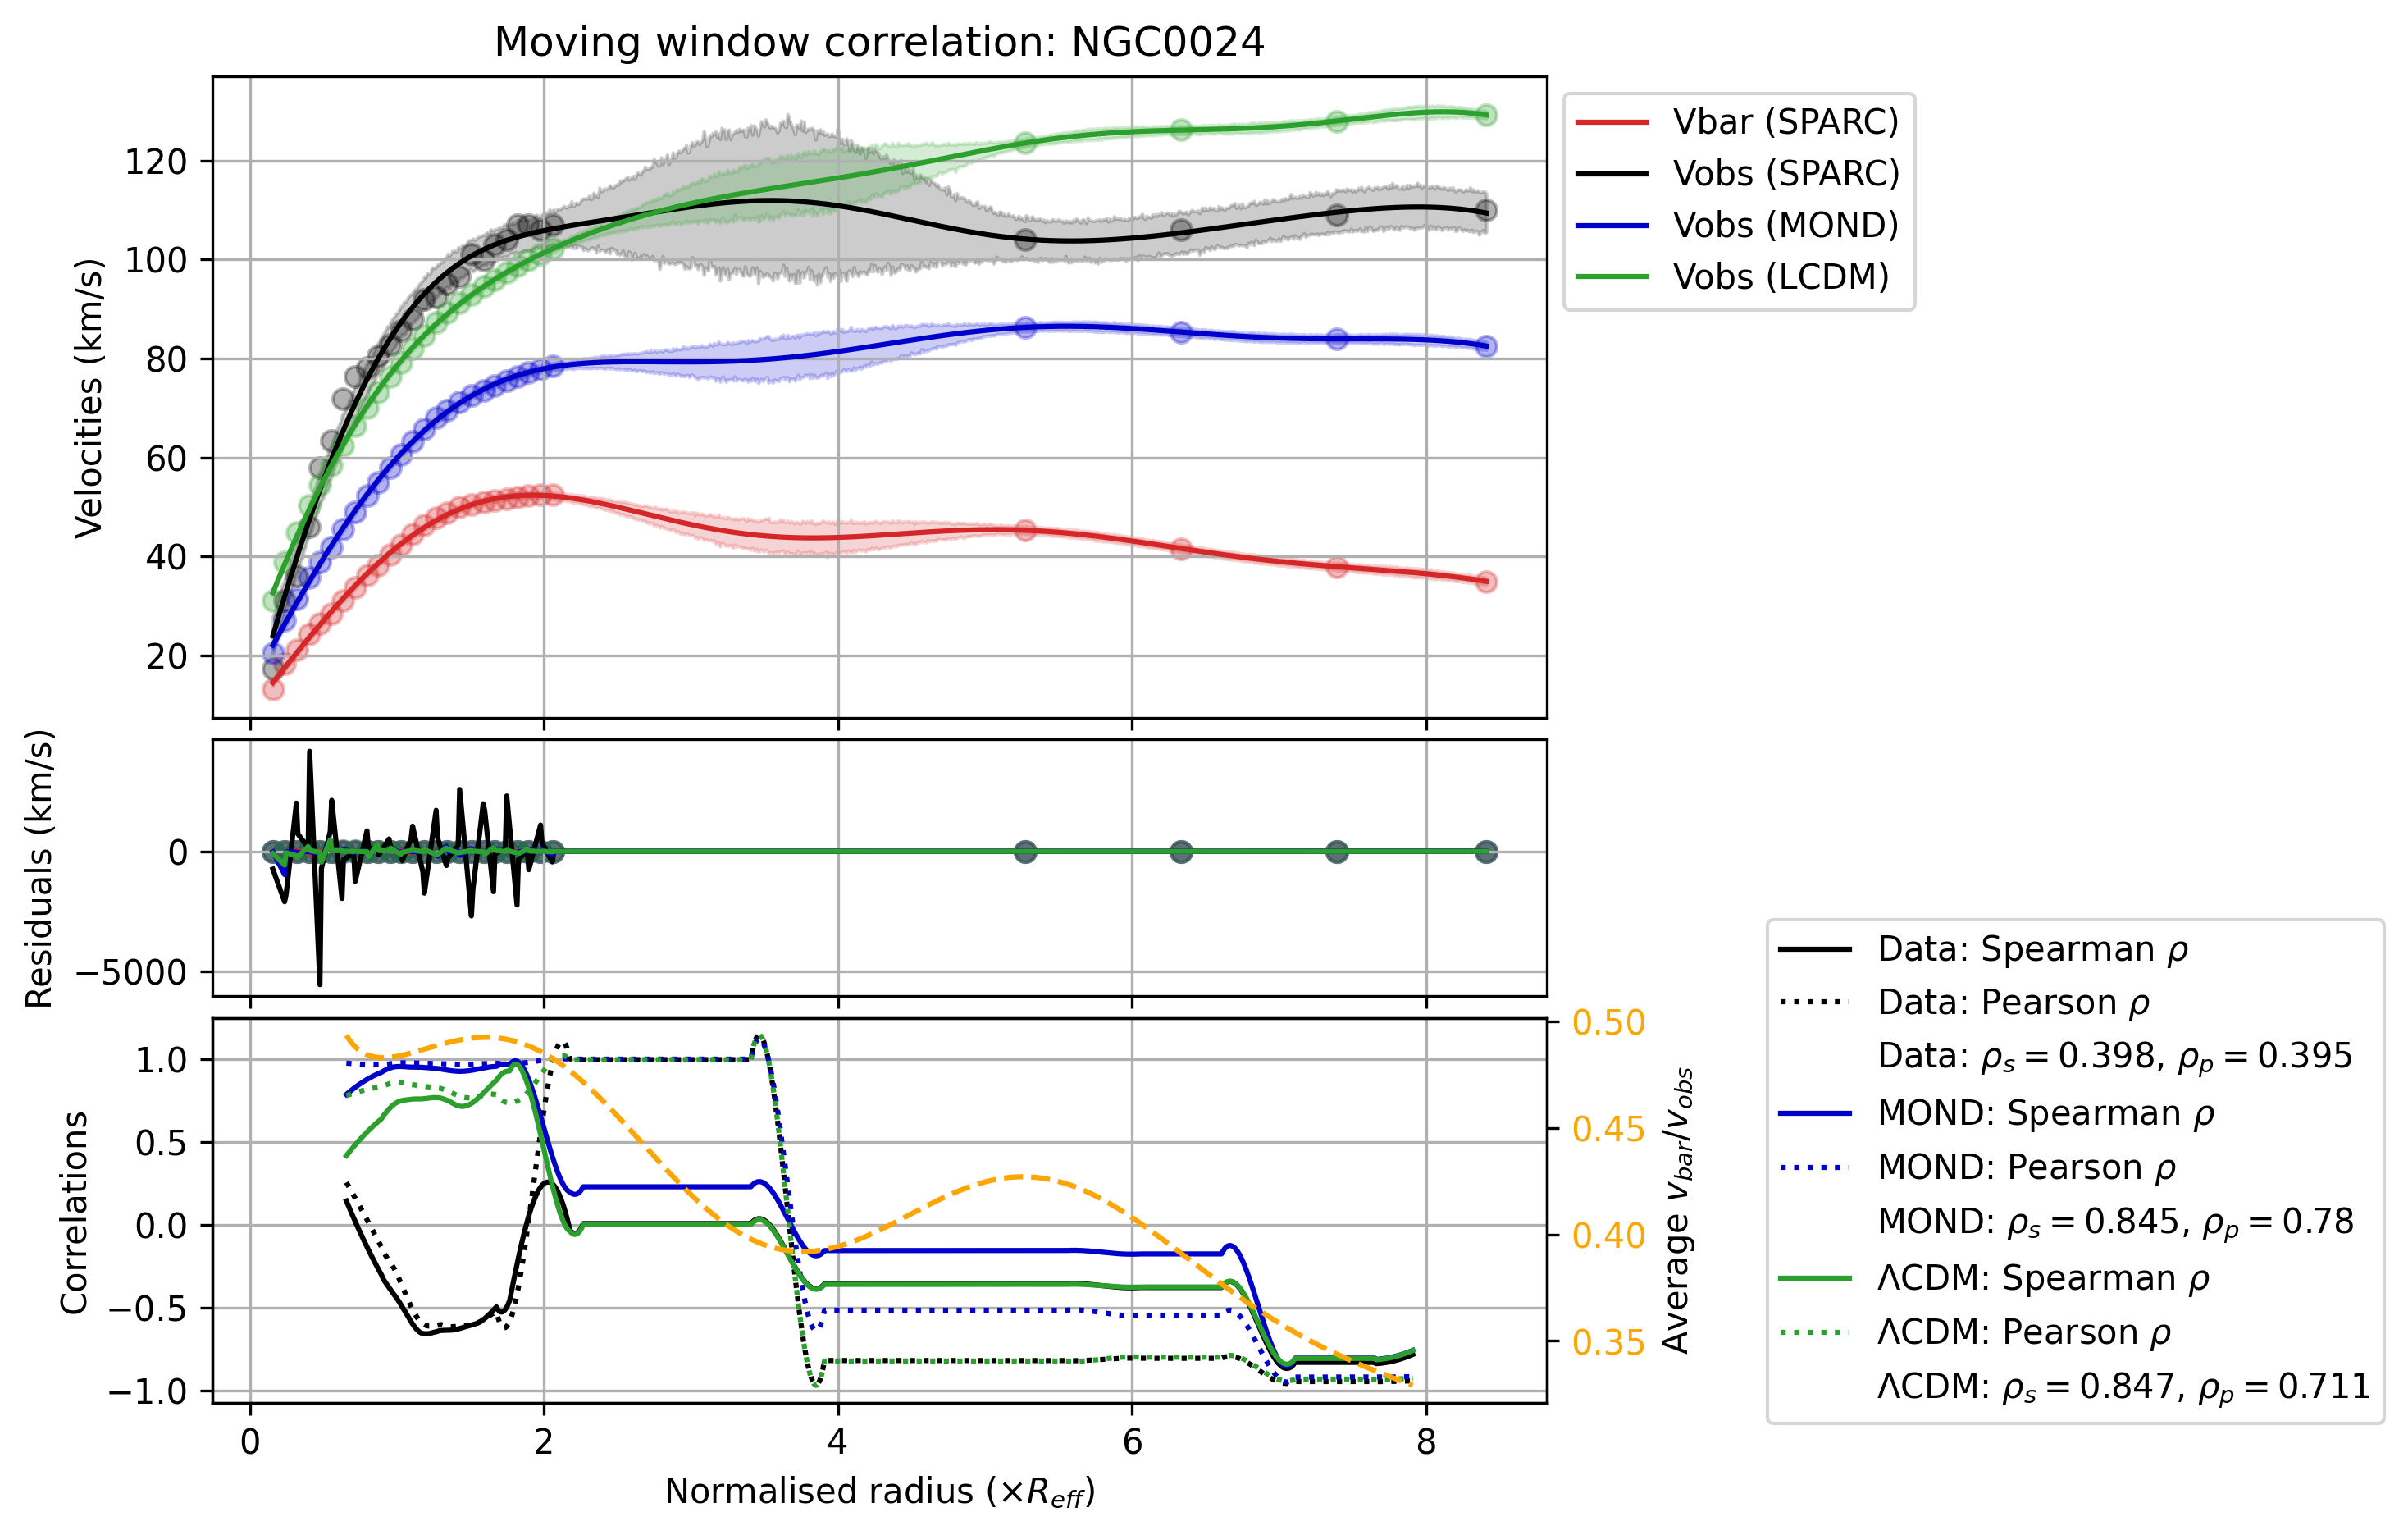 Moving window correlation: NGC0024
Velocities (km/s)
120
100
80
60
40
20
Vbar (SPARC)
Vobs (SPARC)
Vobs (MOND)
Vobs (LCDM)
Residuals (km/s)
0
−5000
Correlations
1.0
0.5
0.0
−0.5
−1.0
0.50
0.45
0.40
0.35
Average v_bar/v_obs
0 2 4 6 8
Normalised radius (×R_eff)
Data: Spearman ρ
Data: Pearson ρ
Data: ρ_s = 0.398, ρ_p = 0.395
MOND: Spearman ρ
MOND: Pearson ρ
MOND: ρ_s = 0.845, ρ_p = 0.78
ΛCDM: Spearman ρ
ΛCDM: Pearson ρ
ΛCDM: ρ_s = 0.847, ρ_p = 0.711